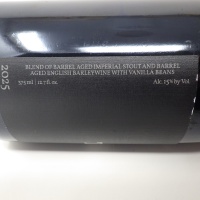 2025
BLEND OF BARREL AGED IMPERIAL STOUT AND BARREL
AGED ENGLISH BARLEYWINE WITH VANILLA BEANS
375 ml | 12.7 fl. oz. Alc. 15% by Vol.